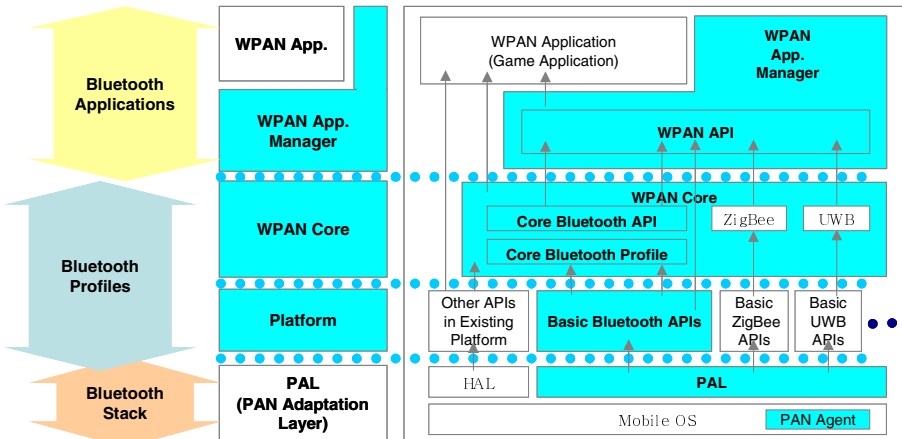 Bluetooth
Applications
Bluetooth
Profiles
Bluetooth
Stack
WPAN App.
WPAN App.
Manager
WPAN Core
Platform
PAL
(PAN Adaptation
Layer)
WPAN Application
(Game Application)
WPAN
App.
Manager
WPAN API
WPAN Core
Core Bluetooth API
ZigBee
UWB
Core Bluetooth Profile
Other APIs
in Existing
Platform
Basic Bluetooth APIs
Basic
ZigBee
APIs
Basic
UWB
APIs
HAL
PAL
Mobile OS
PAN Agent